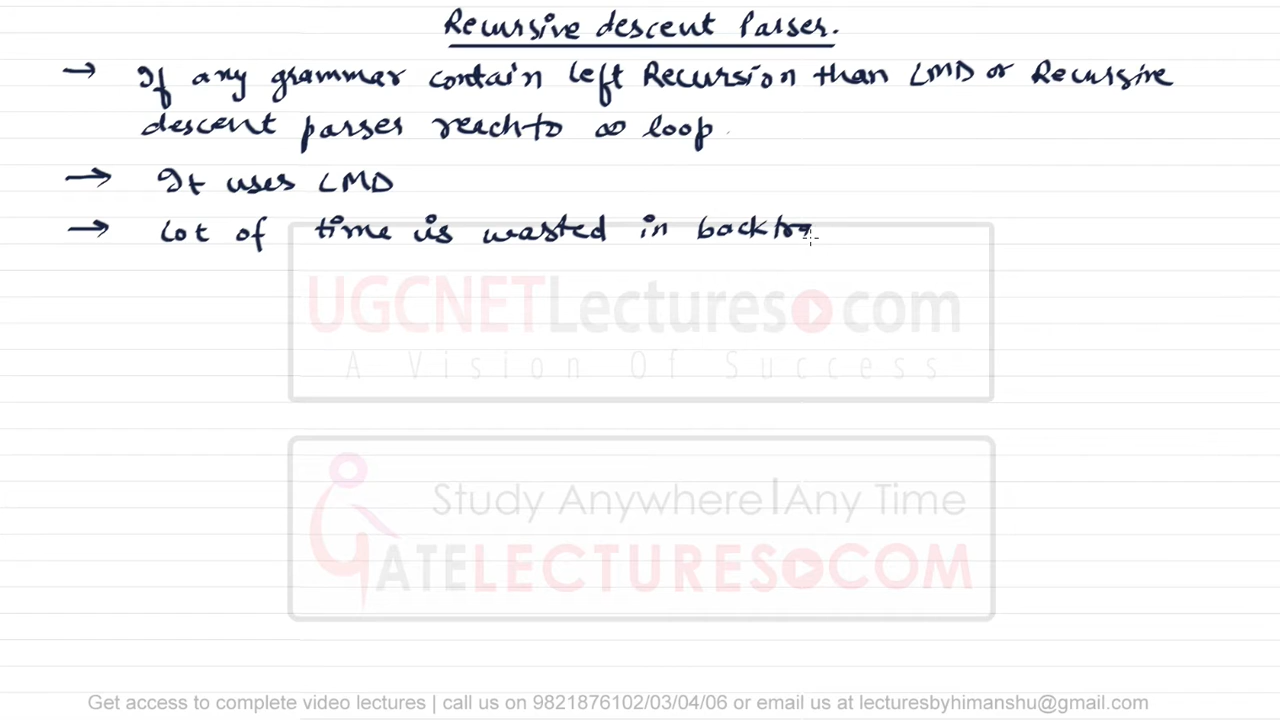 Recursive descent Parser.
→ If any grammar contain left Recursion than LMD or Recursive
descent parsers reach to ∞ loop
→ It uses LMD
→ Lot of time is wasted in backtra
UGCNETLectures.com
A Vision Of Success
Study Anywhere|Any Time
GATELECTURES.COM
Get access to complete video lectures | call us on 9821876102/03/04/06 or email us at lecturesbyhimanshu@gmail.com